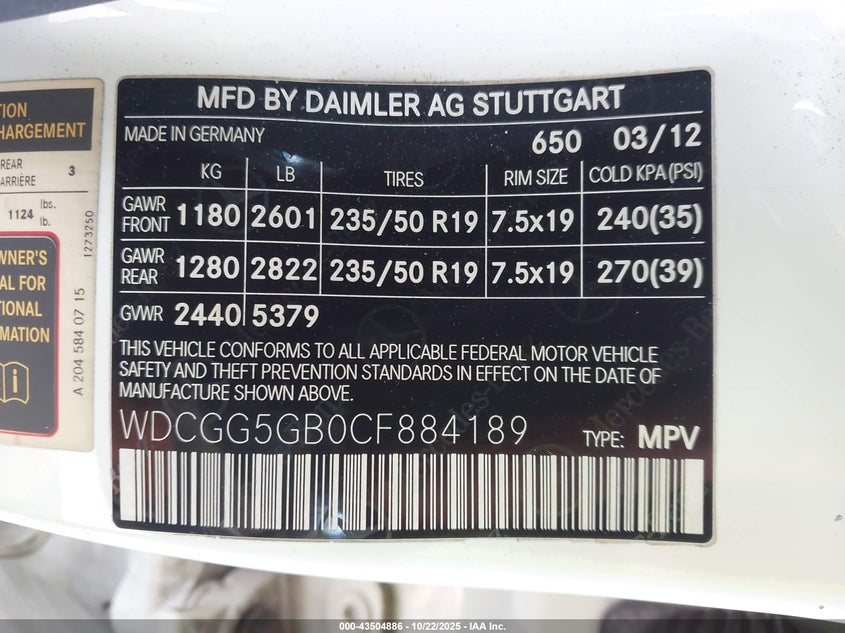 TION
HARGEMENT
REAR
ARRIÈRE
3
1124 lbs.
lb.
1273250
WNER'S
AL FOR
TIONAL
RMATION
A 204 584 07 15
MFD BY DAIMLER AG STUTTGART
MADE IN GERMANY 650 03/12
KG LB TIRES RIM SIZE COLD KPA(PSI)
GAWR FRONT 1180 2601 235/50 R19 7.5x19 240(35)
GAWR REAR 1280 2822 235/50 R19 7.5x19 270(39)
GVWR 2440 5379
THIS VEHICLE CONFORMS TO ALL APPLICABLE FEDERAL MOTOR VEHICLE
SAFETY AND THEFT PREVENTION STANDARDS IN EFFECT ON THE DATE OF
MANUFACTURE SHOWN ABOVE.
WDCGG5GB0CF884189 TYPE: MPV
Mercedes-Benz
000-43504886 - 10/22/2025 - IAA Inc.